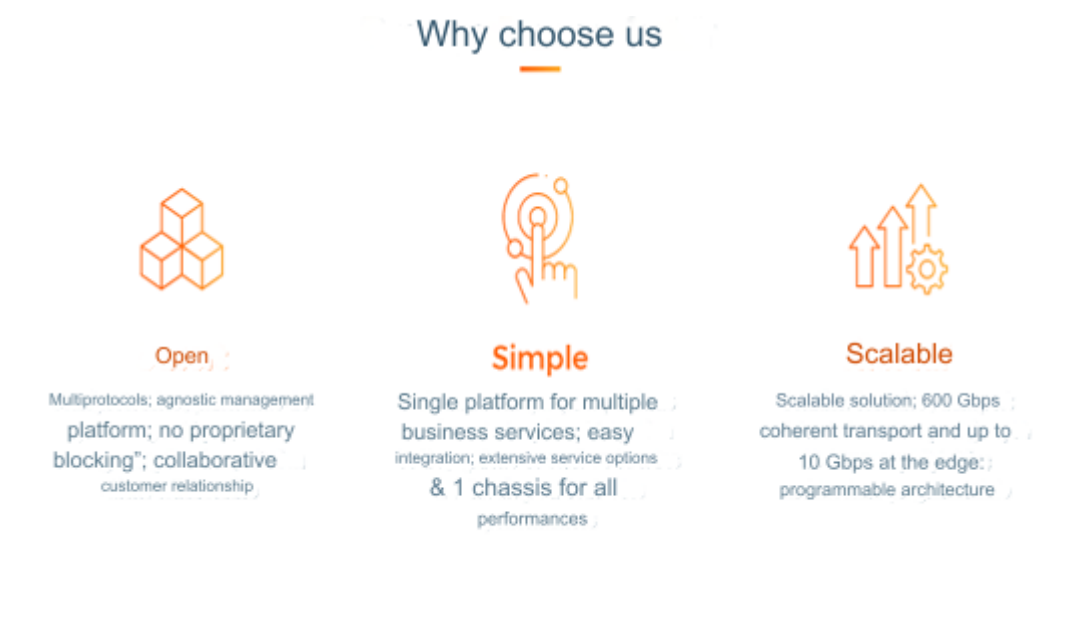 Why choose us
Open
Multiprotocols; agnostic management
platform; no proprietary
blocking”; collaborative
customer relationship
Simple
Single platform for multiple
business services; easy
integration; extensive service options
& 1 chassis for all
performances
Scalable
Scalable solution; 600 Gbps
coherent transport and up to
10 Gbps at the edge:
programmable architecture